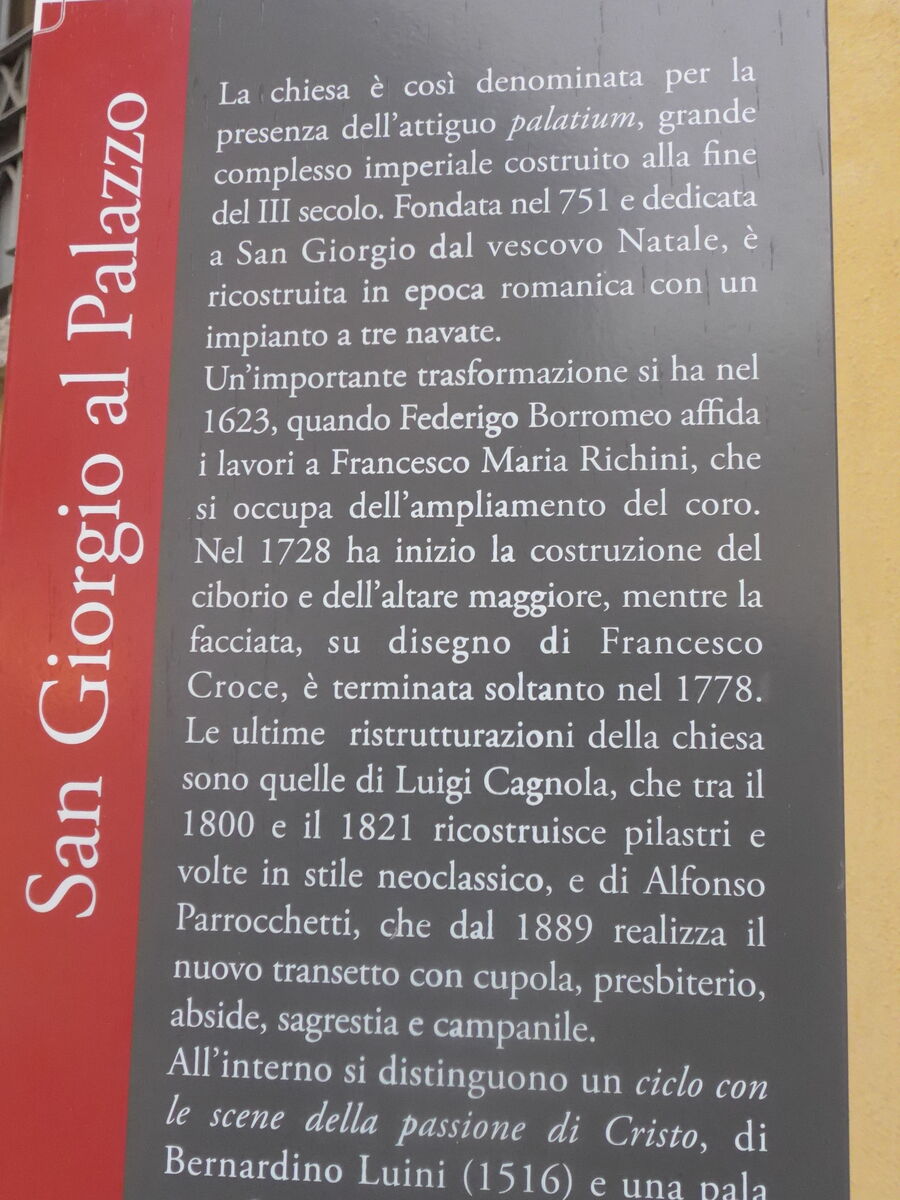 San Giorgio al Palazzo
La chiesa è così denominata per la
presenza dell'attiguo palatium, grande
complesso imperiale costruito alla fine
del III secolo. Fondata nel 751 e dedicata
a San Giorgio dal vescovo Natale, è
ricostruita in epoca romanica con un
impianto a tre navate.
Un'importante trasformazione si ha nel
1623, quando Federigo Borromeo affida
i lavori a Francesco Maria Richini, che
si occupa dell'ampliamento del coro.
Nel 1728 ha inizio la costruzione del
ciborio e dell'altare maggiore, mentre la
facciata, su disegno di Francesco
Croce, è terminata soltanto nel 1778.
Le ultime ristrutturazioni della chiesa
sono quelle di Luigi Cagnola, che tra il
1800 e il 1821 ricostruisce pilastri e
volte in stile neoclassico, e di Alfonso
Parrocchetti, che dal 1889 realizza il
nuovo transetto con cupola, presbiterio,
abside, sagrestia e campanile.
All'interno si distinguono un ciclo con
le scene della passione di Cristo, di
Bernardino Luini (1516) e una pala